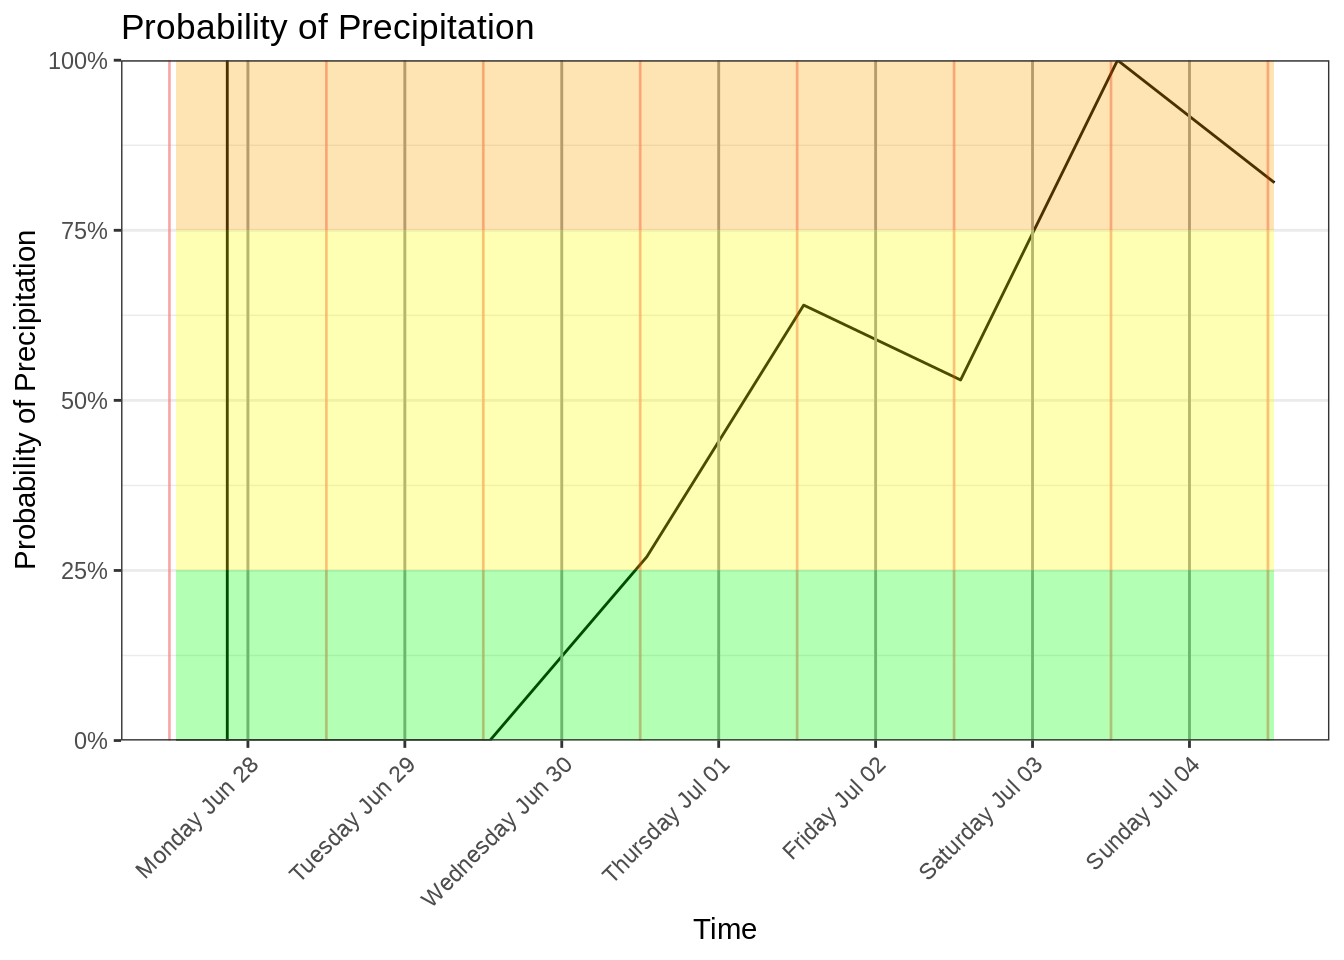 Probability of Precipitation
Probability of Precipitation
100%
75%
50%
25%
0%
Monday Jun 28
Tuesday Jun 29
Wednesday Jun 30
Thursday Jul 01
Friday Jul 02
Saturday Jul 03
Sunday Jul 04
Time